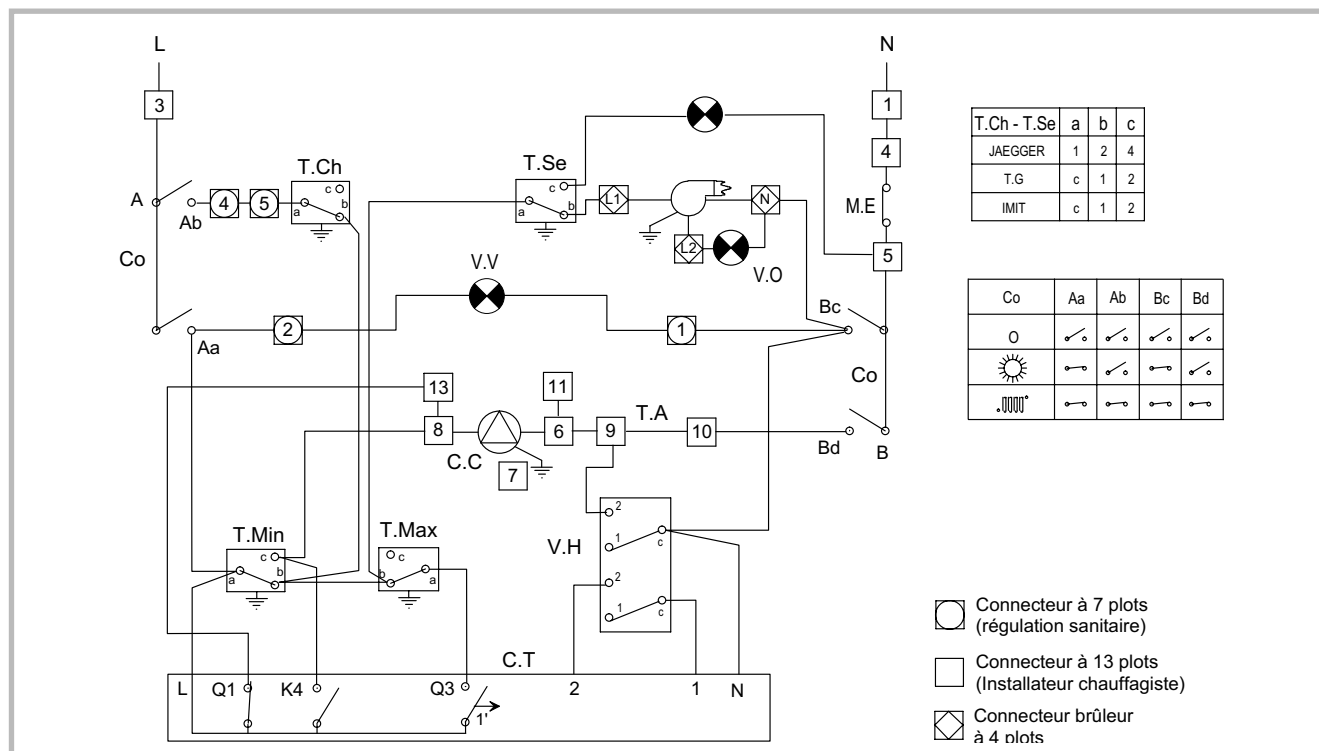 L
N
3
1
T.Ch - T.Se a b c
JAEGGER 1 2 4
T.G c 1 2
IMIT c 1 2
4
T.Ch
T.Se
A
Ab
4
5
c
a
b
c
a
b
L1
N
M.E
L2
V.O
5
Co
V.V
Aa
2
1
Bc
Co Aa Ab Bc Bd
O
Co
13
11
T.A
8
C.C
6
9
10
Bd
B
7
T.Min
T.Max
c
a
b
c
b
a
V.H
2
1
c
2
1
c
Connecteur à 7 plots
(régulation sanitaire)
Connecteur à 13 plots
(Installateur chauffagiste)
Connecteur brûleur
à 4 plots
C.T
L
Q1
K4
Q3
1'
2
1
N